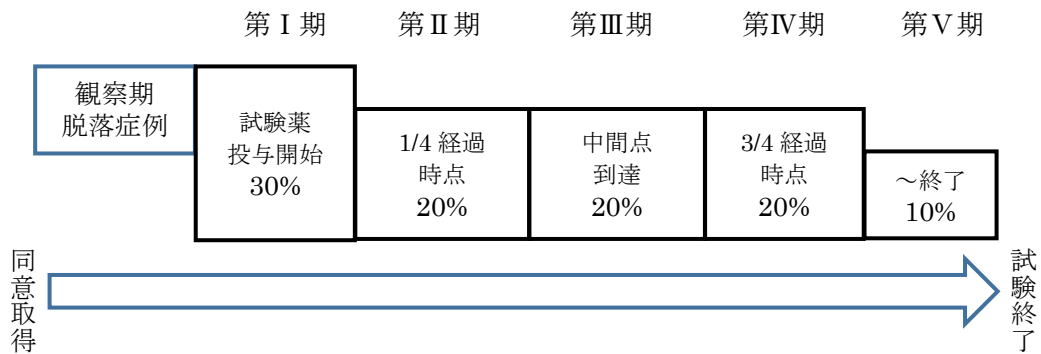 第Ⅰ期 第Ⅱ期 第Ⅲ期 第Ⅳ期 第Ⅴ期
観察期
脱落症例
試験薬
投与開始
30%
1/4 経過
時点
20%
中間点
到達
20%
3/4 経過
時点
20%
~終了
10%
同意取得
試験終了